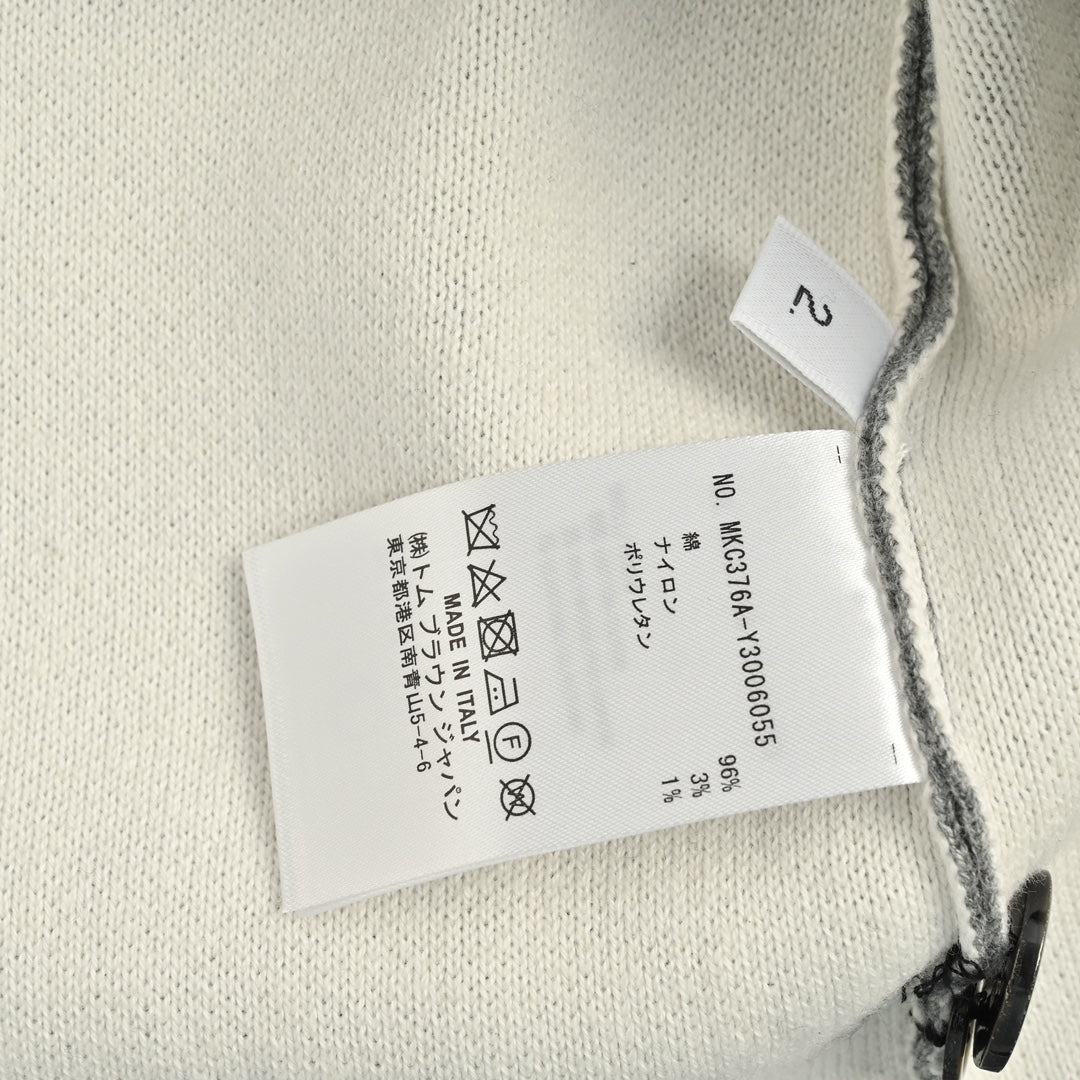 2.
NO. MKC376A-Y3006055
綿 96%
ナイロン 3%
ポリウレタン 1%
F
W
MADE IN ITALY
㈱トム ブラウン ジャパン
東京都港区南青山5-4-6